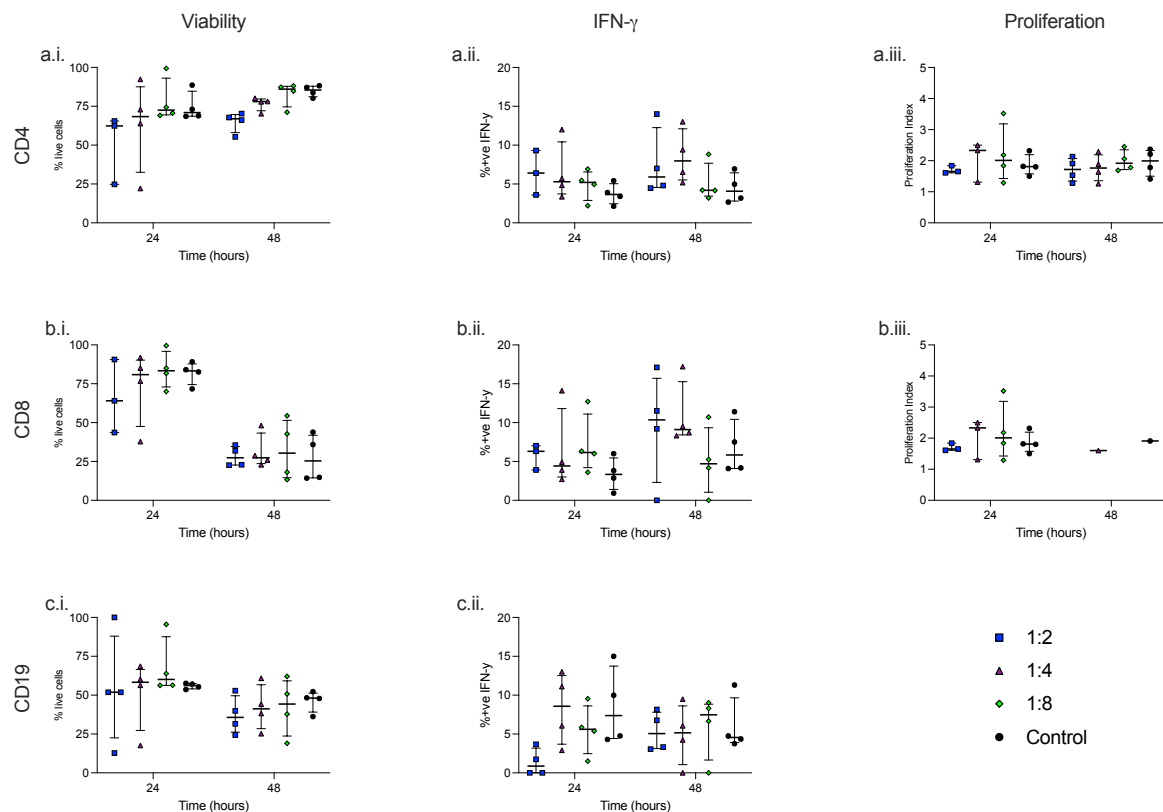 Viability IFN-γ Proliferation
a.i. a.ii. a.iii.
CD4
100
75
50
25
0
% live cells
24 48
Time (hours)
20
15
10
5
0
%+ve IFN-y
24 48
Time (hours)
5
4
3
2
1
0
Proliferation Index
24 48
Time (hours)
b.i. b.ii. b.iii.
CD8
100
75
50
25
0
% live cells
24 48
Time (hours)
20
15
10
5
0
%+ve IFN-y
24 48
Time (hours)
5
4
3
2
1
0
Proliferation Index
24 48
Time (hours)
c.i. c.ii.
CD19
100
75
50
25
0
% live cells
24 48
Time (hours)
20
15
10
5
0
%+ve IFN-y
24 48
Time (hours)
1:2
1:4
1:8
Control